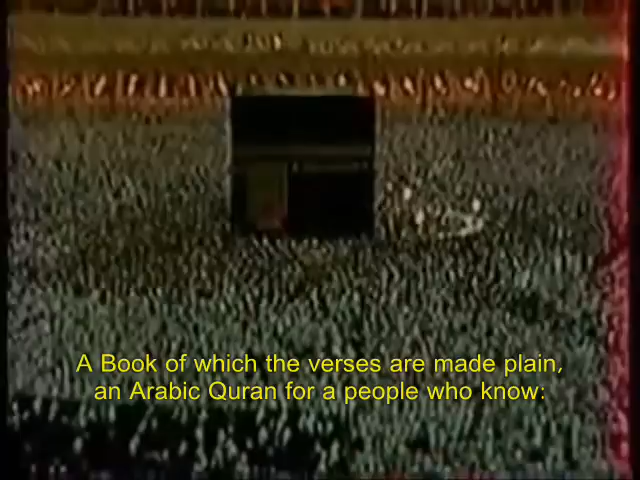 A Book of which the verses are made plain,
an Arabic Quran for a people who know: